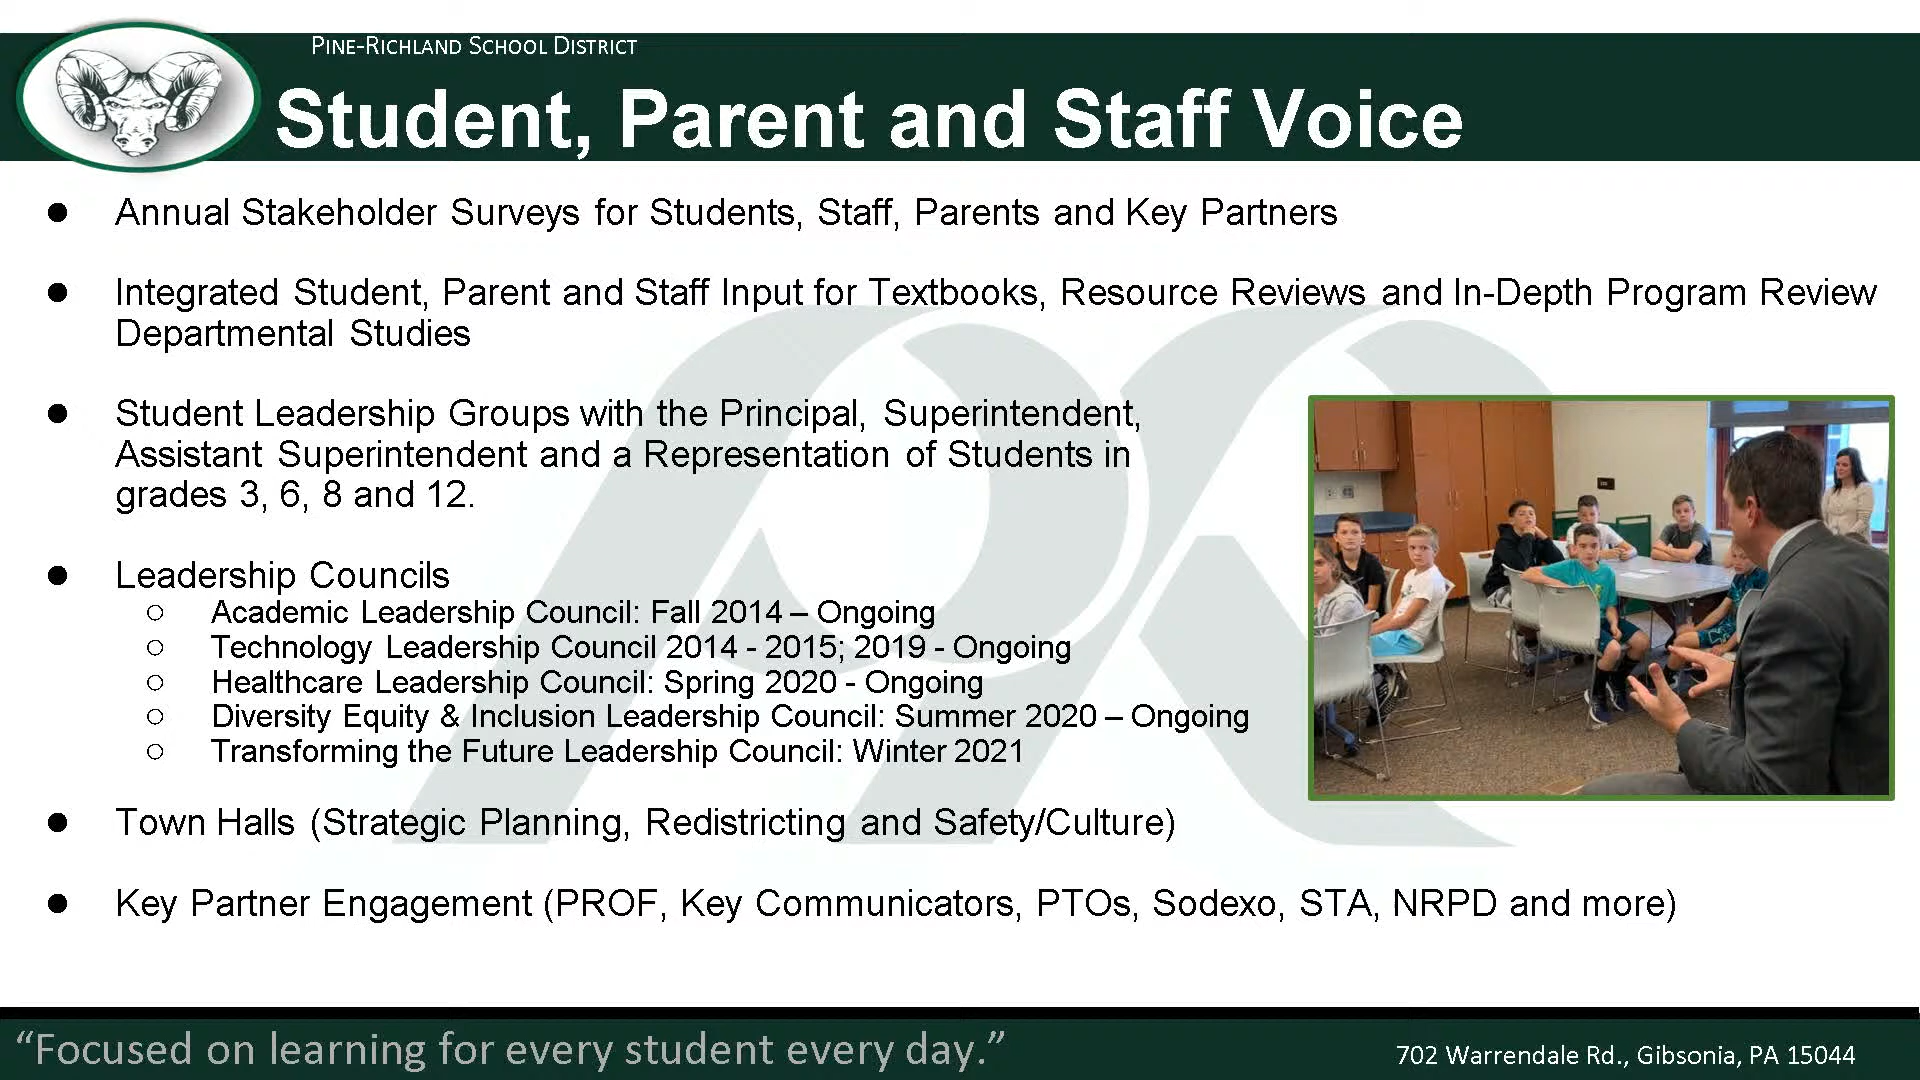 PINE-RICHLAND SCHOOL DISTRICT
Student, Parent and Staff Voice
● Annual Stakeholder Surveys for Students, Staff, Parents and Key Partners
● Integrated Student, Parent and Staff Input for Textbooks, Resource Reviews and In-Depth Program Review
Departmental Studies
● Student Leadership Groups with the Principal, Superintendent,
Assistant Superintendent and a Representation of Students in
grades 3, 6, 8 and 12.
● Leadership Councils
○ Academic Leadership Council: Fall 2014 – Ongoing
○ Technology Leadership Council 2014 - 2015; 2019 - Ongoing
○ Healthcare Leadership Council: Spring 2020 - Ongoing
○ Diversity Equity & Inclusion Leadership Council: Summer 2020 – Ongoing
○ Transforming the Future Leadership Council: Winter 2021
● Town Halls (Strategic Planning, Redistricting and Safety/Culture)
● Key Partner Engagement (PROF, Key Communicators, PTOs, Sodexo, STA, NRPD and more)
“Focused on learning for every student every day.”
702 Warrendale Rd., Gibsonia, PA 15044